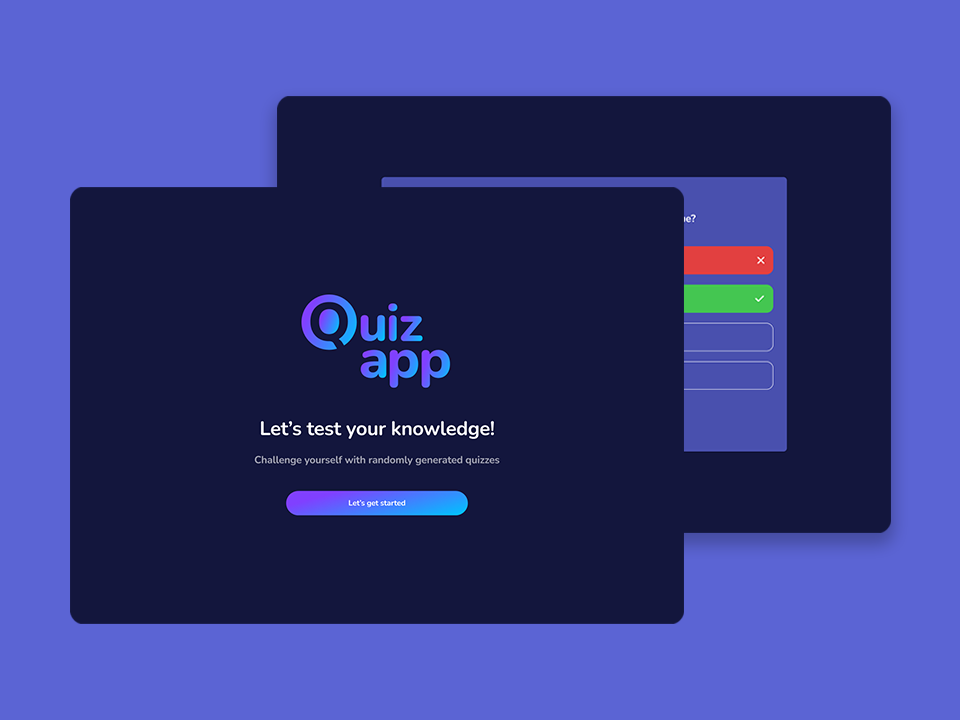 Quiz
app
Let's test your knowledge!
Challenge yourself with randomly generated quizzes
Let's get started